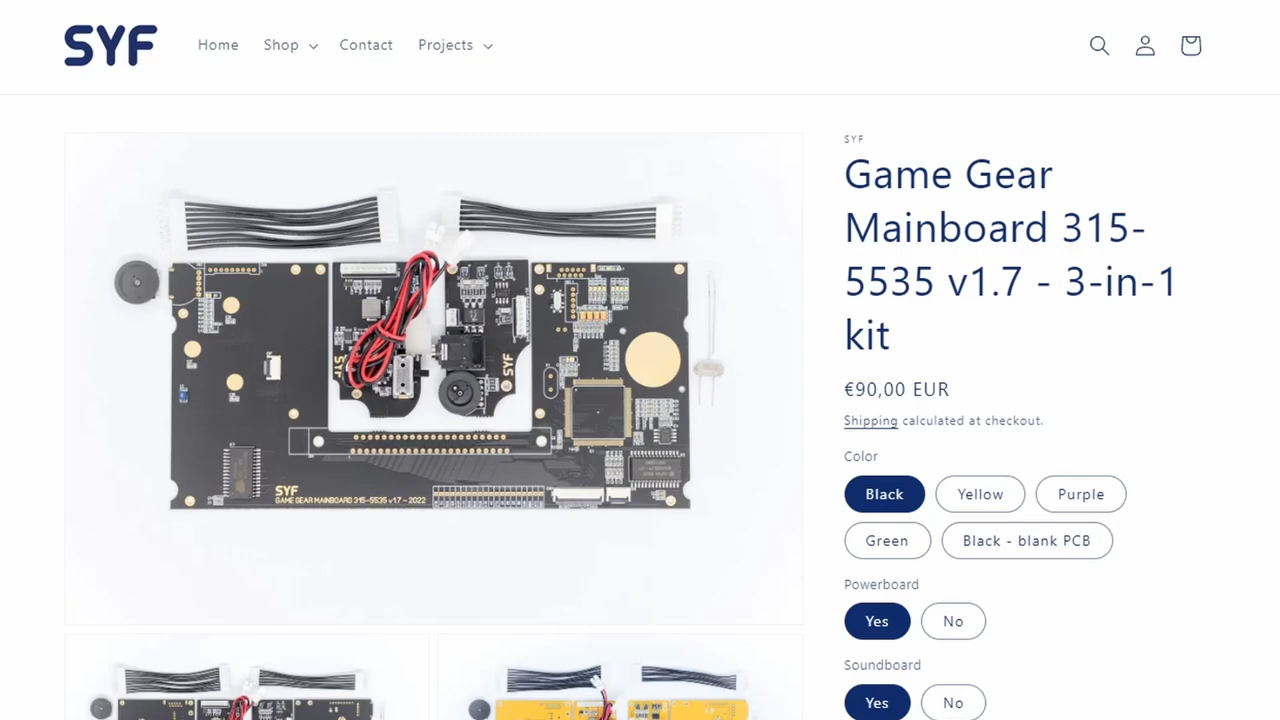 SYF
Home
Shop
Contact
Projects
SYF
Game Gear
Mainboard 315-
5535 v1.7 - 3-in-1
kit
€90,00 EUR
Shipping calculated at checkout.
Color
Black
Yellow
Purple
Green
Black - blank PCB
Powerboard
Yes
No
Soundboard
Yes
No
SYF
SYF
SYF
GAME GEAR MAINBOARD 315-5535 v1.7 - 2022